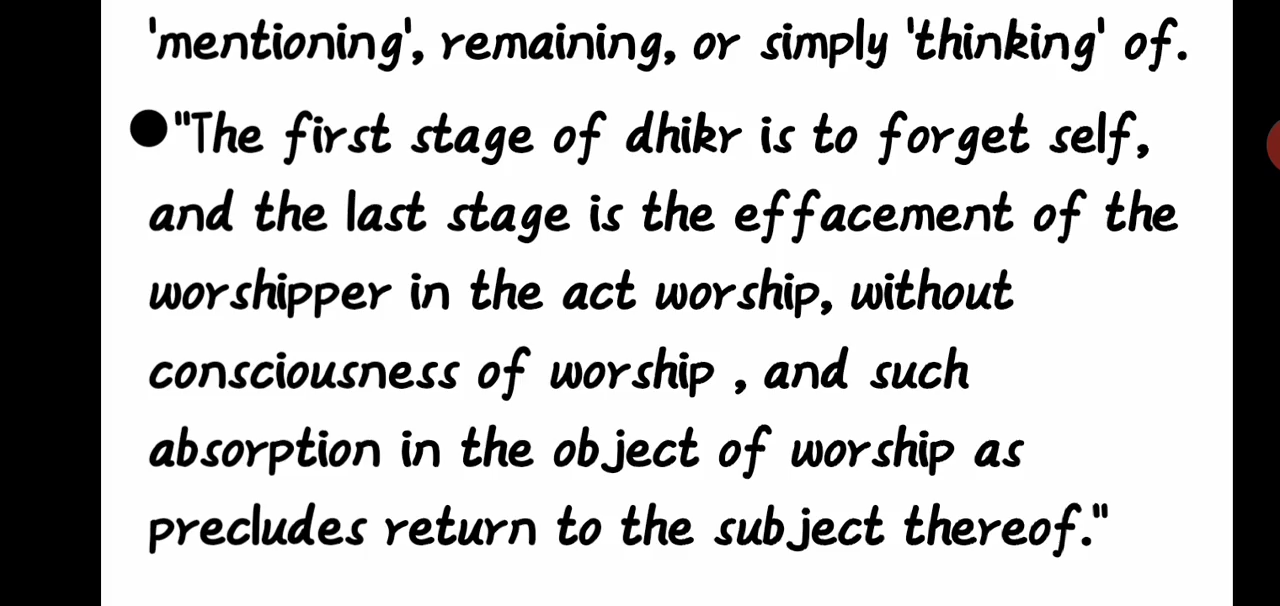 'mentioning', remaining, or simply 'thinking' of.
●"The first stage of dhikr is to forget self,
and the last stage is the effacement of the
worshipper in the act worship, without
consciousness of worship , and such
absorption in the object of worship as
precludes return to the subject thereof."